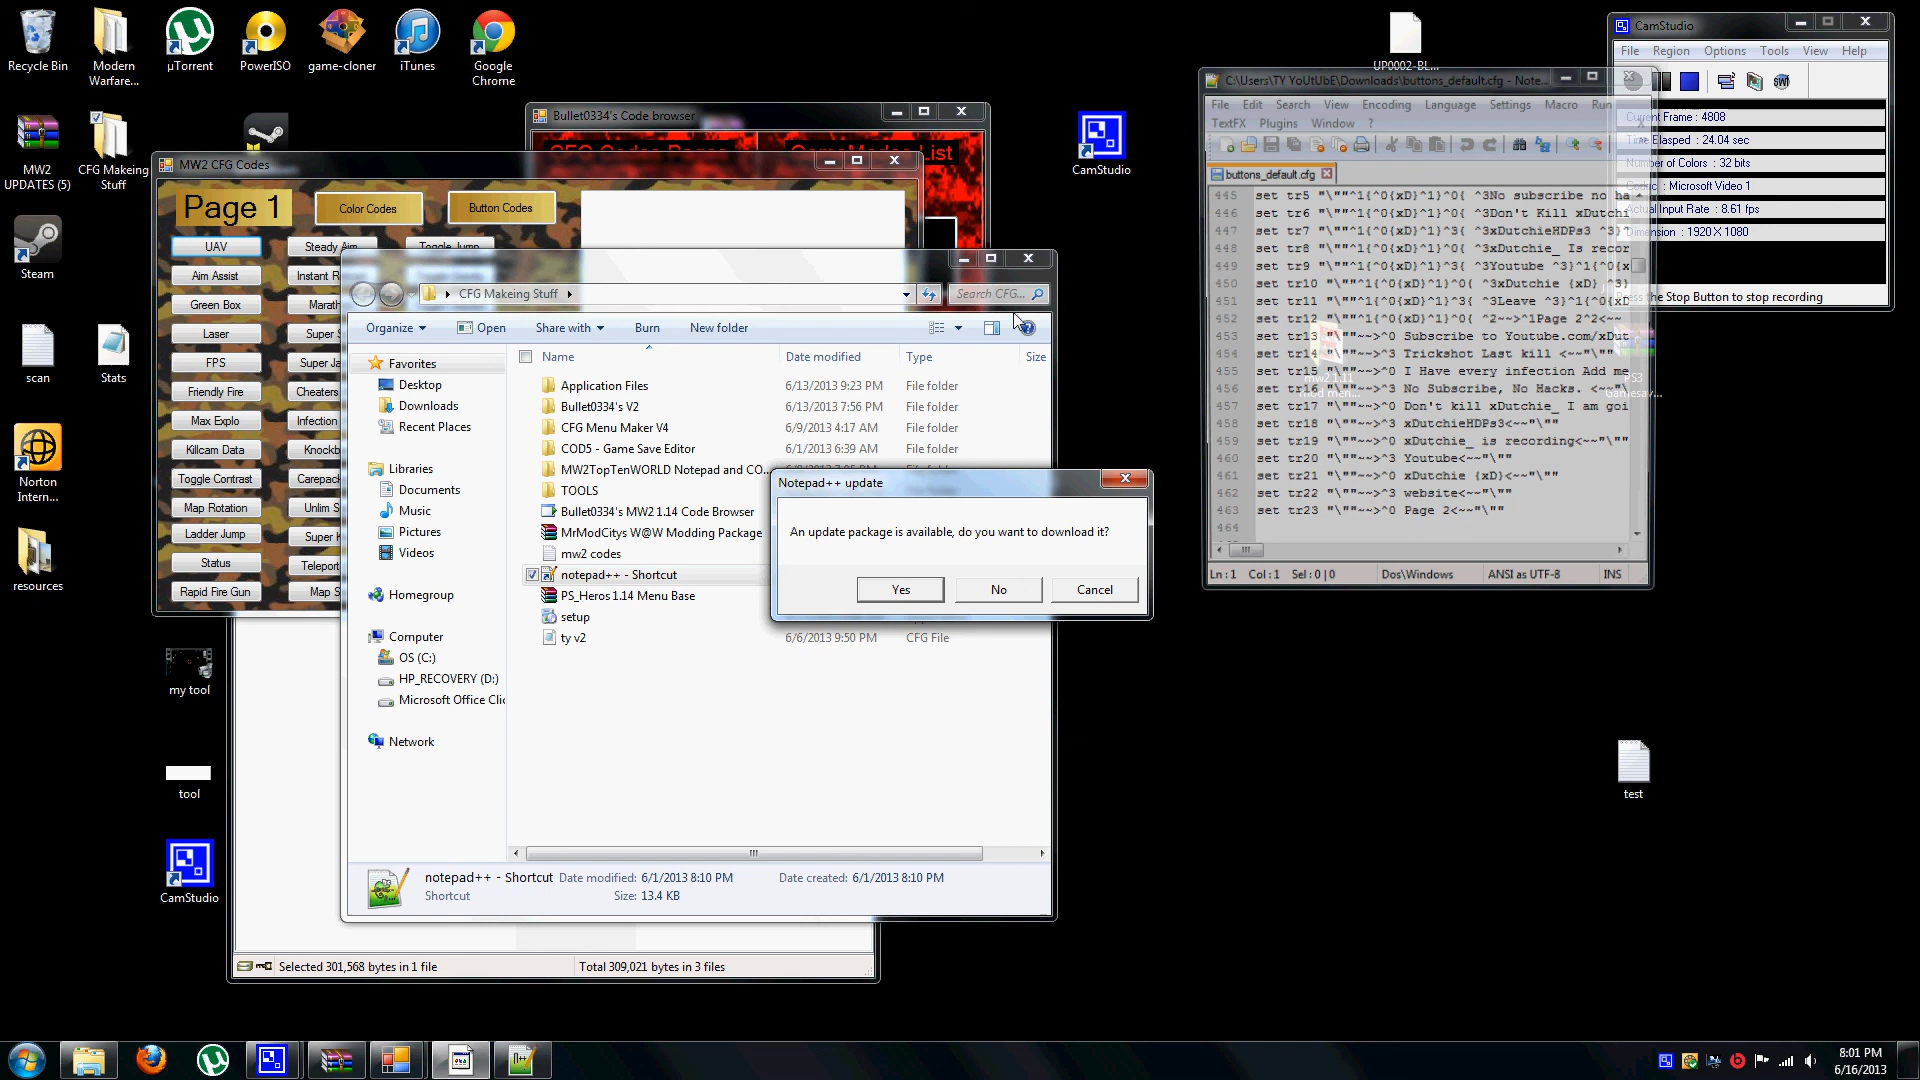 Recycle Bin
Modern Warfare...
µTorrent
PowerISO
game-cloner
iTunes
Google Chrome
MW2 UPDATES (5)
CFG Making Stuff
Steam
scan
Stats
Norton Intern...
resources
my tool
tool
CamStudio
CamStudio
UP0002-BL...
test
Bullet0334's Code browser
CFG Codes Pages
GameModes List
MW2 CFG Codes
Page 1
Color Codes
Button Codes
UAV
Steady Aim
Toggle Jump
Aim Assist
Instant R
Green Box
Marath
Laser
Super S
FPS
Super Ja
Friendly Fire
Cheaters
Max Explo
Infection
Killcam Data
Knockb
Toggle Contrast
Carepack
Map Rotation
Unlim S
Ladder Jump
Super K
Status
Teleport
Rapid Fire Gun
Map S
CFG Makeing Stuff
Search CFG...
Organize
Open
Share with
Burn
New folder
Name
Date modified
Type
Size
Favorites
Desktop
Downloads
Recent Places
Libraries
Documents
Music
Pictures
Videos
Homegroup
Computer
OS (C:)
HP_RECOVERY (D:)
Microsoft Office Clic
Network
Application Files 6/13/2013 9:23 PM File folder
Bullet0334's V2 6/13/2013 7:56 PM File folder
CFG Menu Maker V4 6/9/2013 4:17 AM File folder
COD5 - Game Save Editor 6/1/2013 6:39 AM File folder
MW2TopTenWORLD Notepad and CO...
TOOLS
Bullet0334's MW2 1.14 Code Browser
MrModCitys W@W Modding Package
mw2 codes
notepad++ - Shortcut
PS_Heros 1.14 Menu Base
setup
ty v2 6/6/2013 9:50 PM CFG File
notepad++ - Shortcut Date modified: 6/1/2013 8:10 PM Date created: 6/1/2013 8:10 PM
Shortcut Size: 13.4 KB
Selected 301,568 bytes in 1 file Total 309,021 bytes in 3 files
Notepad++ update
An update package is available, do you want to download it?
Yes
No
Cancel
C:\Users\TY YoUtUbE\Downloads\buttons_default.cfg - Note...
File Edit Search View Encoding Language Settings Macro Run
TextFX Plugins Window ?
buttons_default.cfg
445 set tr5 "\""^1{^0{xD}^1}^0{ ^3No subscribe no ha
446 set tr6 "\""^1{^0{xD}^1}^0{ ^3Don't Kill xDutchi
447 set tr7 "\""^1{^0{xD}^1}^3{ ^3xDutchieHDPs3 ^3}
448 set tr8 "\""^1{^0{xD}^1}^0{ ^3xDutchie_ Is recor
449 set tr9 "\""^1{^0{xD}^1}^3{ ^3Youtube ^3}^1{^0{x
450 set tr10 "\""^1{^0{xD}^1}^3{ ^3xDutchie {xD} ^3}
451 set tr11 "\""^1{^0{xD}^1}^3{ ^3Leave ^3}^1{^0{xD
452 set tr12 "\""^1{^0{xD}^1}^0{ ^2~~>^1Page 2^2<~~
453 set tr13 "\""~~>^0 Subscribe to Youtube.com/xDut
454 set tr14 "\""~~>^3 Trickshot Last kill <~~"\""
455 set tr15 "\""~~>^0 I Have every infection Add me
456 set tr16 "\""~~>^3 No Subscribe, No Hacks. <~~"\"
457 set tr17 "\""~~>^0 Don't kill xDutchie_ I am goi
458 set tr18 "\""~~>^3 xDutchieHDPs3<~~"\""
459 set tr19 "\""~~>^0 xDutchie_ is recording<~~"\""
460 set tr20 "\""~~>^3 Youtube<~~"\""
461 set tr21 "\""~~>^0 xDutchie {xD}<~~"\""
462 set tr22 "\""~~>^3 website<~~"\""
463 set tr23 "\""~~>^0 Page 2<~~"\""
464
Ln:1 Col:1 Sel:0|0 Dos\Windows ANSI as UTF-8 INS
CamStudio
File Region Options Tools View Help
Current Frame : 4808
Time Elasped : 24.04 sec
Number of Colors : 32 bits
Codec : Microsoft Video 1
Actual Input Rate : 8.61 fps
Dimension : 1920 X 1080
the Stop Button to stop recording
PS3
Gamesav...
8:01 PM
6/16/2013